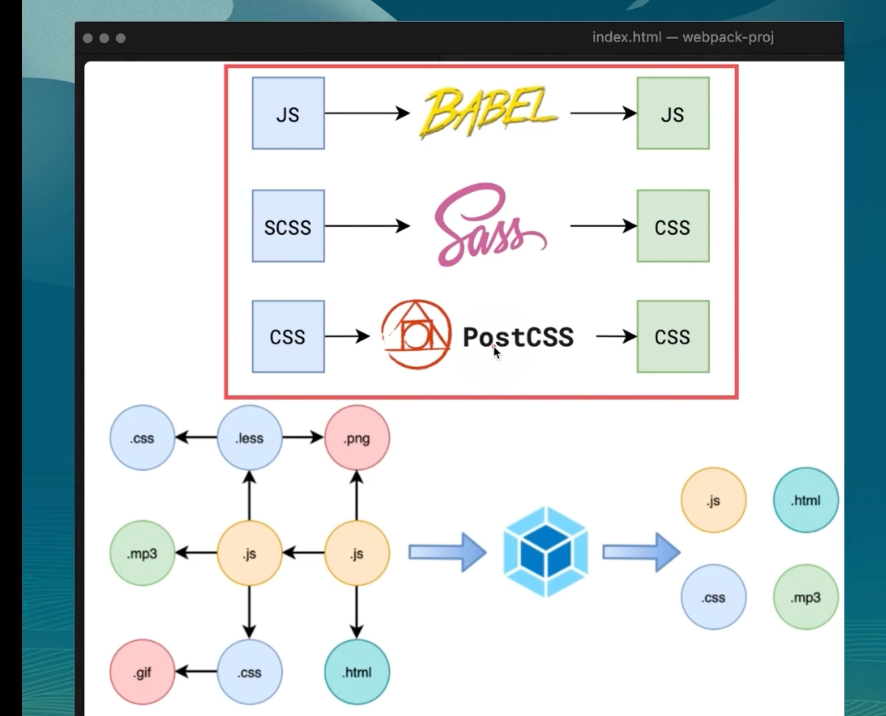 index.html — webpack-proj
JS
BABEL
JS
SCSS
Sass
CSS
CSS
PostCSS
CSS
.css
.less
.png
.js
.html
.mp3
.js
.js
.css
.mp3
.gif
.css
.html